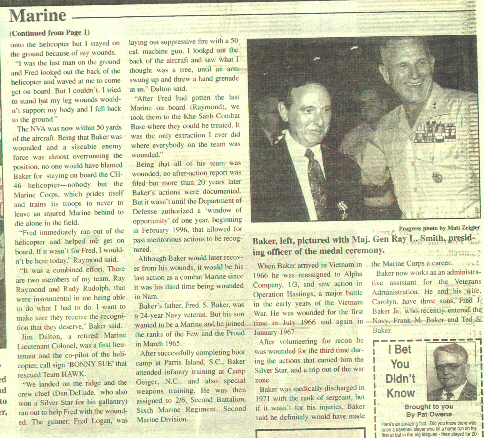 Marine
(Continued from Page 1)
onto the helicopter but I stayed on
the ground because of my wounds.
"I was the last man on the ground
and Fred looked out the back of the
helicopter and waved at me to come
get on board. But I couldn't. I tried
to stand but my leg wounds would-
n't support my body and I fell back
to the ground."
The NVA was now within 50 yards
of the aircraft. Being that Baker was
wounded and a sizeable enemy
force was almost overrunning the
position, no one would have blamed
Baker for staying on board the CH-
46 helicopter—nobody but the
Marine Corps, which prides itself
and trains its troops to never to
leave an injured Marine behind to
die alone in the field.
"Fred immediately ran out of the
helicopter and helped me get on
board. If it wasn't for Fred, I would-
n't be here today," Raymond said.
"It was a combined effort. There
are two members of my team, Ray
Raymond and Rudy Rudolph, that
were instrumental in me being able
to do what I had to do. I want to
make sure they receive the recogni-
tion that they deserve," Baker said.
Jim Dalton, a retired Marine
Lieutenant Colonel, was a first lieu-
tenant and the co-pilot of the heli-
copter, call sign 'BONNY SUE' that
rescued Team HAWK.
"We landed on the ridge and the
crew chief (Dan DeLude, who also
won a Silver Star for his gallantry)
ran out to help Fred with the wound-
ed. The gunner, Fred Logan, was
laying out suppressive fire with a 50
cal. machine gun. I looked out the
back of the aircraft and saw what I
thought was a tree, until an arm
swung up and threw a hand grenade
at us," Dalton said.
"After Fred had gotten the last
Marine on board (Raymond), we
took them to the Khe Sanh Combat
Base where they could be treated. It
was the only extraction I ever did
where everybody on the team was
wounded."
Being that all of his team was
wounded, no after-action report was
filed but more than 20 years later
Baker's actions were documented.
But it wasn't until the Department of
Defense authorized a 'window of
opportunity' of one year, beginning
in February 1996, that allowed for
past meritorious actions to be recog-
nized.
Although Baker would later recov-
er from his wounds, it would be his
last action as a combat Marine since
it was his third time being wounded
in Nam.
Baker's father, Fred. S. Baker, was
a 24-year Navy veteran. But his son
wanted to be a Marine and he joined
the ranks of the Few and the Proud
in March 1965.
After successfully completing boot
camp at Parris Island, S.C., Baker
attended infantry training at Camp
Geiger, N.C., and also special
weapons training. He was then
assigned to 2/6, Second Battalion,
Sixth Marine Regiment, Second
Marine Division.
Progress photo by Matt Zeigler
Baker, left, pictured with Maj. Gen Ray L. Smith, presid-
ing officer of the medal ceremony.
When Baker arrived in Vietnam in
1966 he was reassigned to Alpha
Company, 1/3, and saw action in
Operation Hastings, a major battle
in the early years of the Vietnam
War. He was wounded for the first
time in July 1966 and again in
January 1967.
After volunteering for recon he
was wounded for the third time dur-
ing the actions that earned him the
Silver Star, and a trip out of the war
zone.
Baker was medically discharged in
1971 with the rank of sergeant, but
if it wasn't for his injuries, Baker
said he definitely would have made
the Marine Corps a career.
Baker now works as an administra-
tive assistant for the Veterans
Administration. He and his wife,
Carolyn, have three sons, Fred J.
Baker Jr., who recently entered the
Navy, Frank M. Baker and Ted S.
Baker.
I Bet
You
Didn't
Know
Brought to you
By Pat Owens